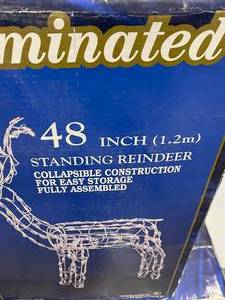 minated
48 INCH (1.2m)
STANDING REINDEER
COLLAPSIBLE CONSTRUCTION
FOR EASY STORAGE
FULLY ASSEMBLED